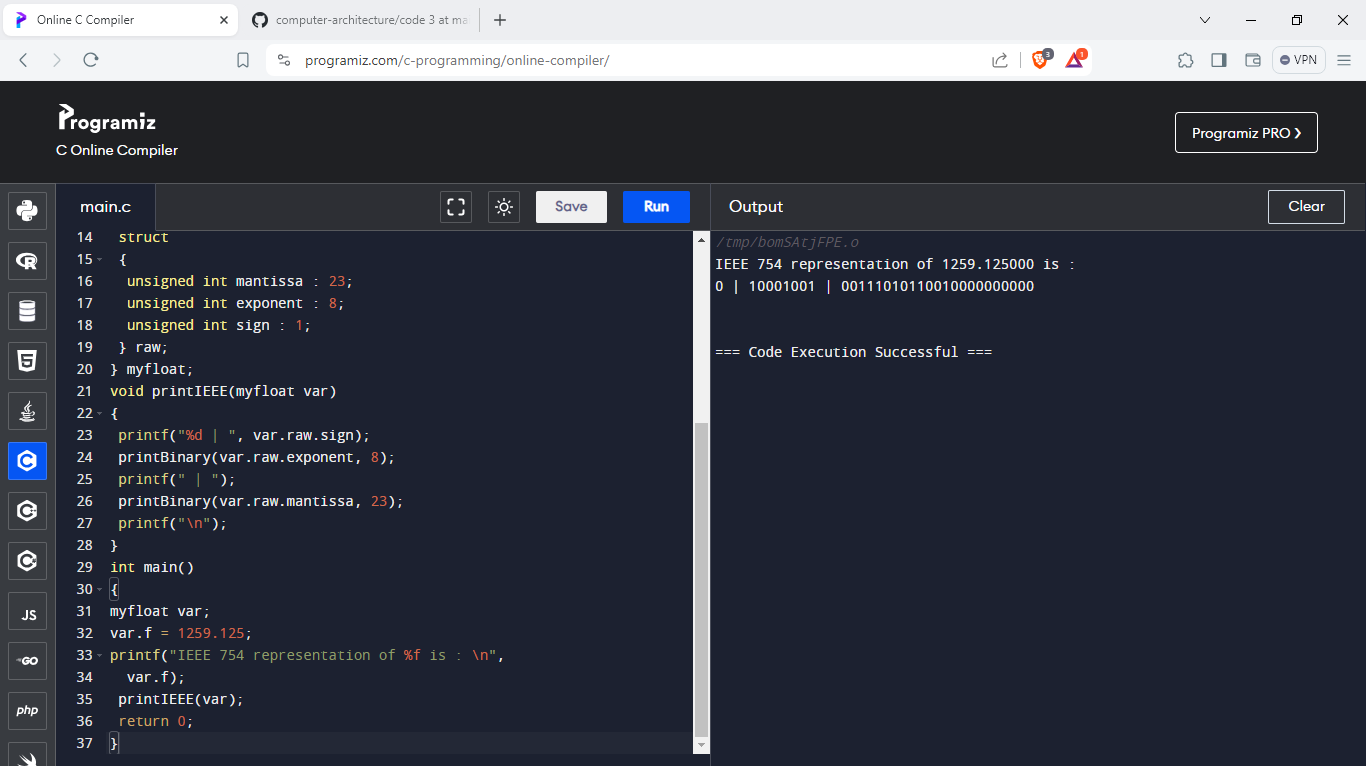 Online C Compiler
computer-architecture/code 3 at ma
programiz.com/c-programming/online-compiler/
3
1
VPN
Programiz
C Online Compiler
Programiz PRO ❯
main.c
Save
Run
Output
Clear
14 struct
15 {
16 unsigned int mantissa : 23;
17 unsigned int exponent : 8;
18 unsigned int sign : 1;
19 } raw;
20 } myfloat;
21 void printIEEE(myfloat var)
22 {
23 printf("%d | ", var.raw.sign);
24 printBinary(var.raw.exponent, 8);
25 printf(" | ");
26 printBinary(var.raw.mantissa, 23);
27 printf("\n");
28 }
29 int main()
30 {
31 myfloat var;
32 var.f = 1259.125;
33 printf("IEEE 754 representation of %f is : \n",
34 var.f);
35 printIEEE(var);
36 return 0;
37 }
/tmp/bomSAtjFPE.o
IEEE 754 representation of 1259.125000 is :
0 | 10001001 | 00111010110010000000000
=== Code Execution Successful ===
R
5
C
C
C
JS
GO
php